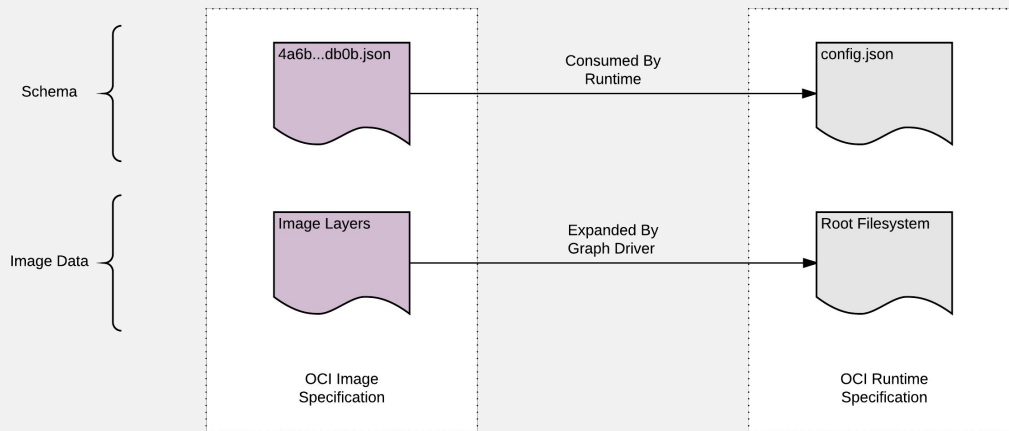 Schema
4a6b...db0b.json
Consumed By
Runtime
config.json
Image Data
Image Layers
Expanded By
Graph Driver
Root Filesystem
OCI Image
Specification
OCI Runtime
Specification